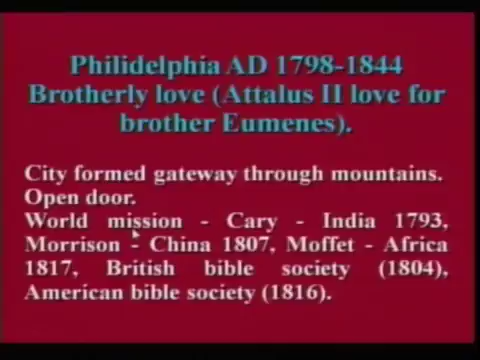 Philidelphia AD 1798-1844
Brotherly love (Attalus II love for
brother Eumenes).
City formed gateway through mountains.
Open door.
World mission - Cary - India 1793,
Morrison - China 1807, Moffet - Africa
1817, British bible society (1804),
American bible society (1816).